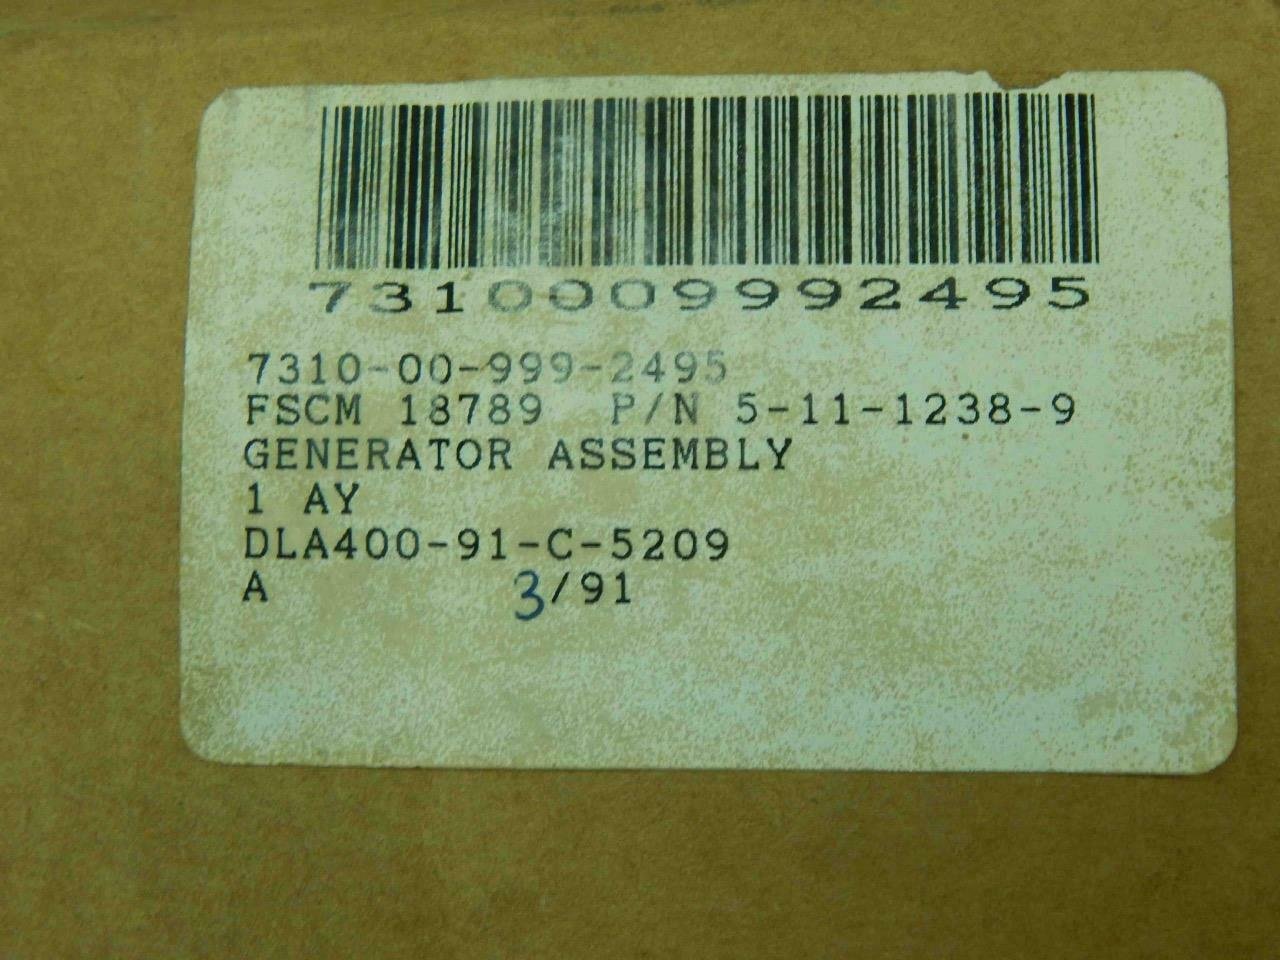 7310009992495
7310-00-999-2495
FSCM 18789 P/N 5-11-1238-9
GENERATOR ASSEMBLY
1 AY
DLA400-91-C-5209
A 3/91